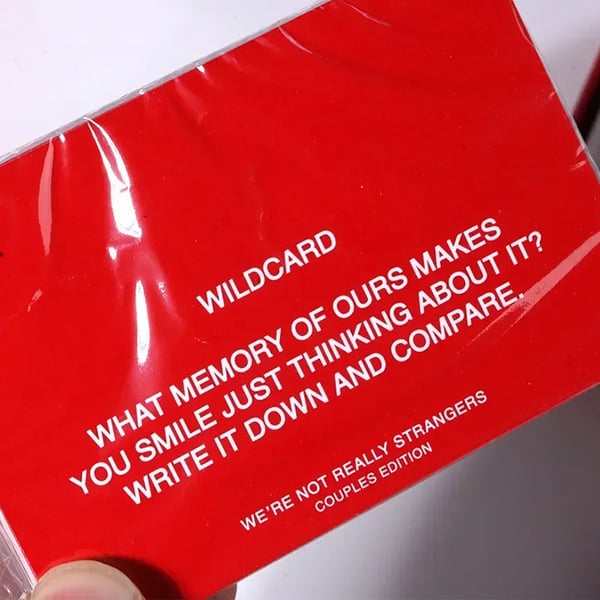 WILDCARD
WHAT MEMORY OF OURS MAKES
YOU SMILE JUST THINKING ABOUT IT?
WRITE IT DOWN AND COMPARE.
WE'RE NOT REALLY STRANGERS
COUPLES EDITION